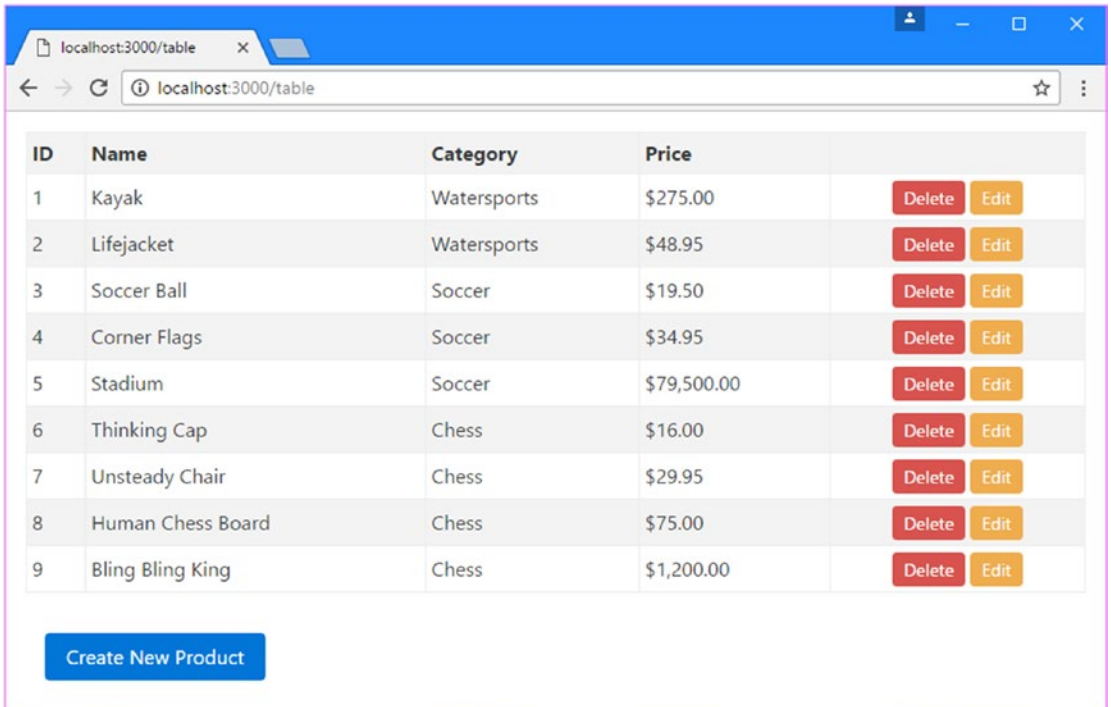 localhost:3000/table
localhost:3000/table
ID Name Category Price
1 Kayak Watersports $275.00 Delete Edit
2 Lifejacket Watersports $48.95 Delete Edit
3 Soccer Ball Soccer $19.50 Delete Edit
4 Corner Flags Soccer $34.95 Delete Edit
5 Stadium Soccer $79,500.00 Delete Edit
6 Thinking Cap Chess $16.00 Delete Edit
7 Unsteady Chair Chess $29.95 Delete Edit
8 Human Chess Board Chess $75.00 Delete Edit
9 Bling Bling King Chess $1,200.00 Delete Edit
Create New Product